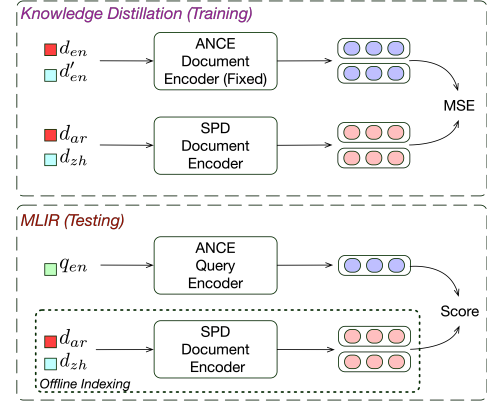 Knowledge Distillation (Training)
d_en
d'_en
ANCE
Document
Encoder (Fixed)
MSE
d_ar
d_zh
SPD
Document
Encoder
MLIR (Testing)
q_en
ANCE
Query
Encoder
Score
d_ar
d_zh
SPD
Document
Encoder
Offline Indexing